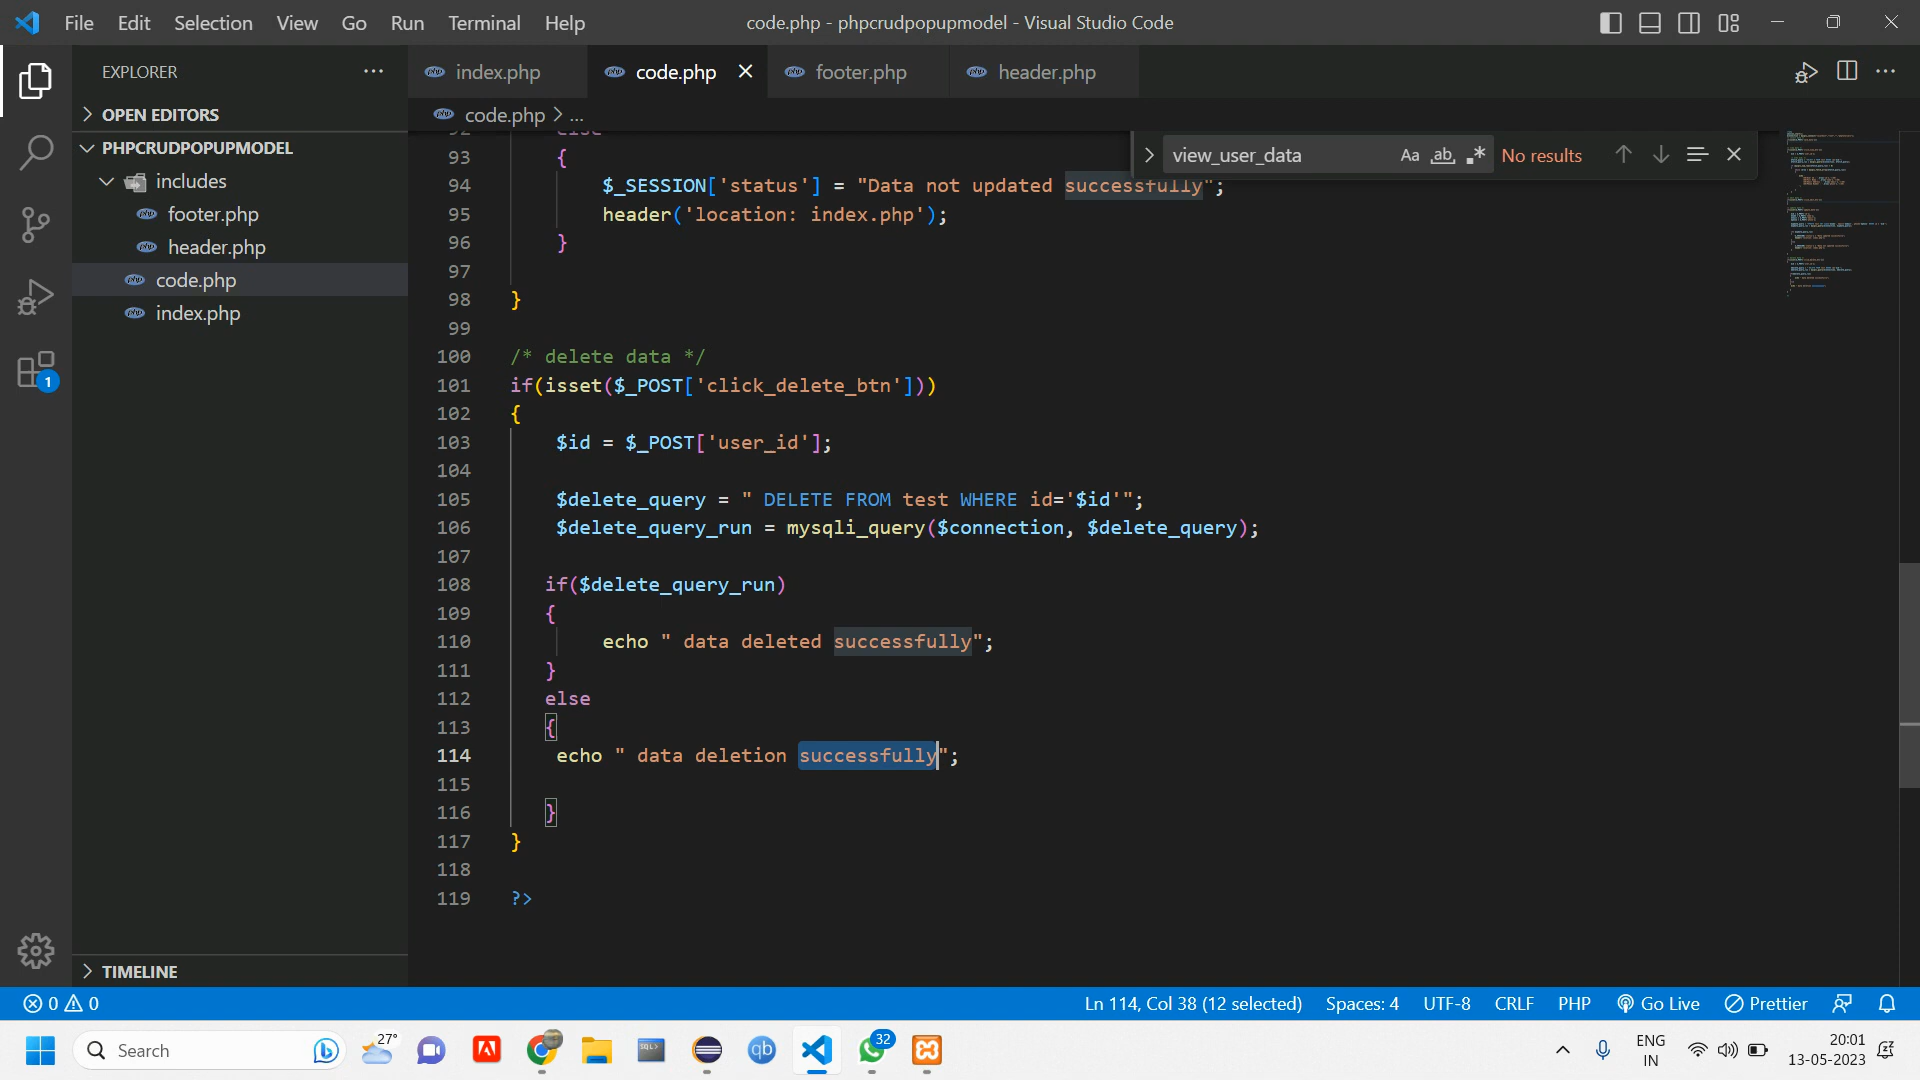 File Edit Selection View Go Run Terminal Help
code.php - phpcrudpopupmodel - Visual Studio Code
EXPLORER
OPEN EDITORS
PHPCRUDPOPUPMODEL
includes
footer.php
header.php
code.php
index.php
1
TIMELINE
index.php code.php footer.php header.php
code.php > ...
view_user_data Aa ab No results
92 else
93 {
94 $_SESSION['status'] = "Data not updated successfully";
95 header('location: index.php');
96 }
97
98 }
99
100 /* delete data */
101 if(isset($_POST['click_delete_btn']))
102 {
103 $id = $_POST['user_id'];
104
105 $delete_query = " DELETE FROM test WHERE id='$id'";
106 $delete_query_run = mysqli_query($connection, $delete_query);
107
108 if($delete_query_run)
109 {
110 echo " data deleted successfully";
111 }
112 else
113 {
114 echo " data deletion successfully";
115
116 }
117 }
118
119 ?>
0 0 Ln 114, Col 38 (12 selected) Spaces: 4 UTF-8 CRLF PHP Go Live Prettier
Search 27° SQL> qb 32 ENG IN 20:01 13-05-2023